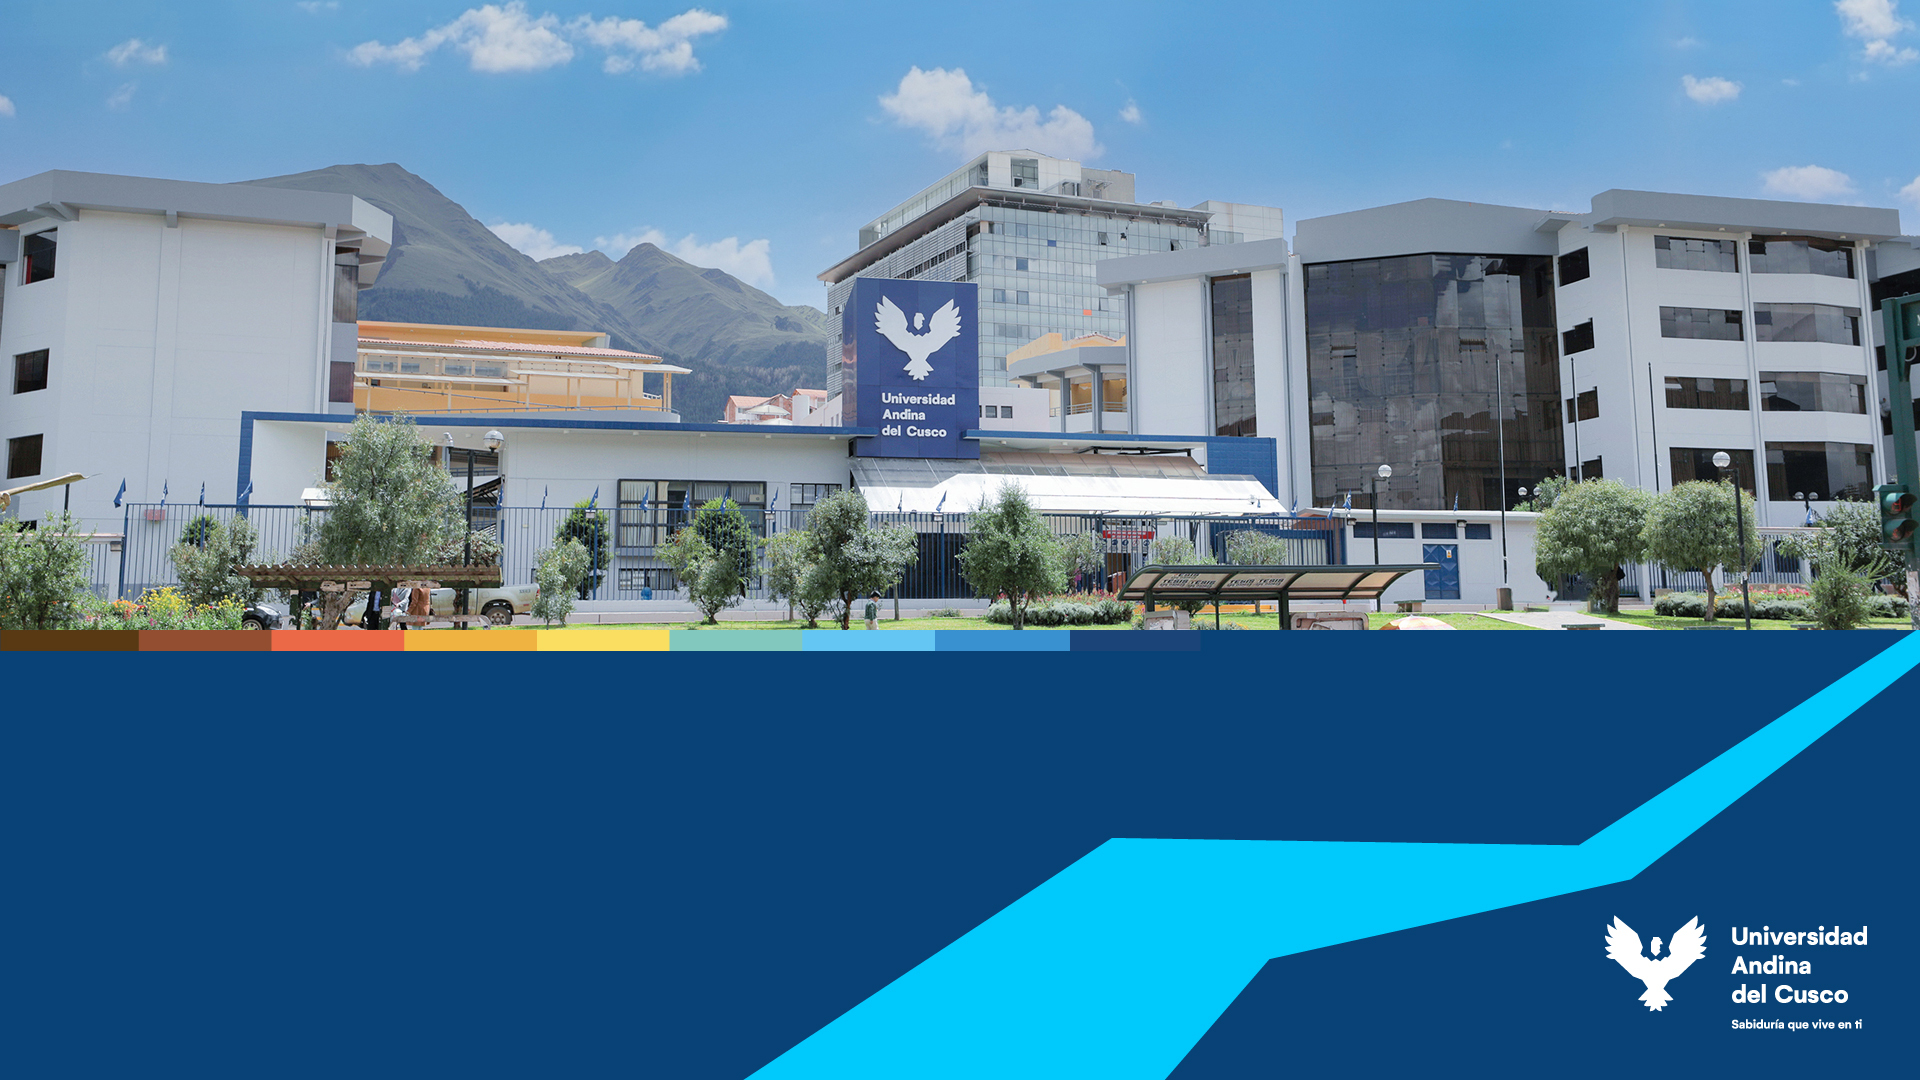 Universidad
Andina
del Cusco
Universidad
Andina
del Cusco
Sabiduría que vive en ti